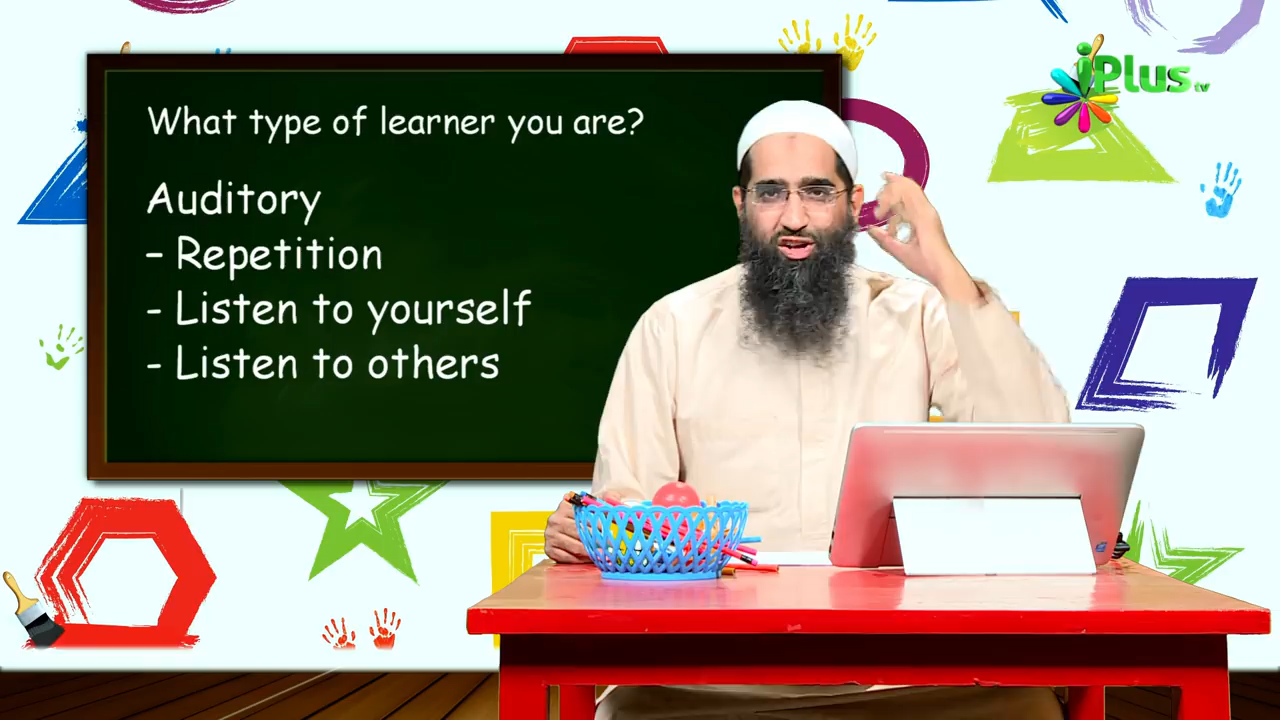 What type of learner you are?
Auditory
- Repetition
- Listen to yourself
- Listen to others
iPlus tv